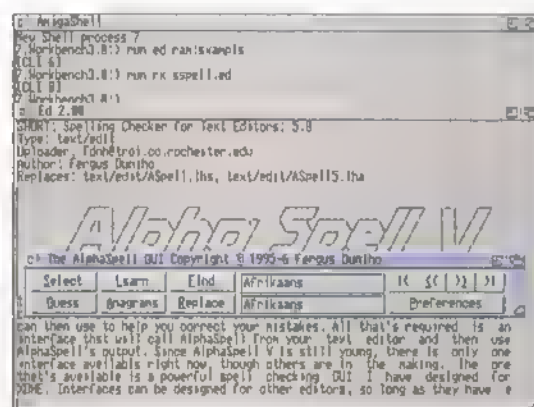 AmigaShell
New Shell process 7
7.Workbench3.0:> run ed ram:example
[CLI 6]
7.Workbench3.0:> run rx sspell.ed
[CLI 8]
7.Workbench3.0:>
Ed 2.00
SHORT: Spelling Checker for Text Editors; 5.0
Type: text/edit
Uploader, fdnh@troi.cc.rochester.edu
Author: Fergus Duniho
Replaces: text/edit/ASpell.lha, text/edit/ASpell5.lha
Alpha Spell V
The AlphaSpell GUI Copyright © 1995-6 Fergus Duniho
Select Learn Find Afrikaans |< << >> >|
Guess Anagrams Replace Afrikaans Preferences
can then use to help you correct your mistakes. All that's required is an
interface that will call AlphaSpell from your text editor and then use
AlphaSpell's output. Since AlphaSpell V is still young, there is only one
interface available right now, though others are in the making. The one
that's available is a powerful spell checking GUI I have designed for
XDME. Interfaces can be designed for other editors, so long as they have a